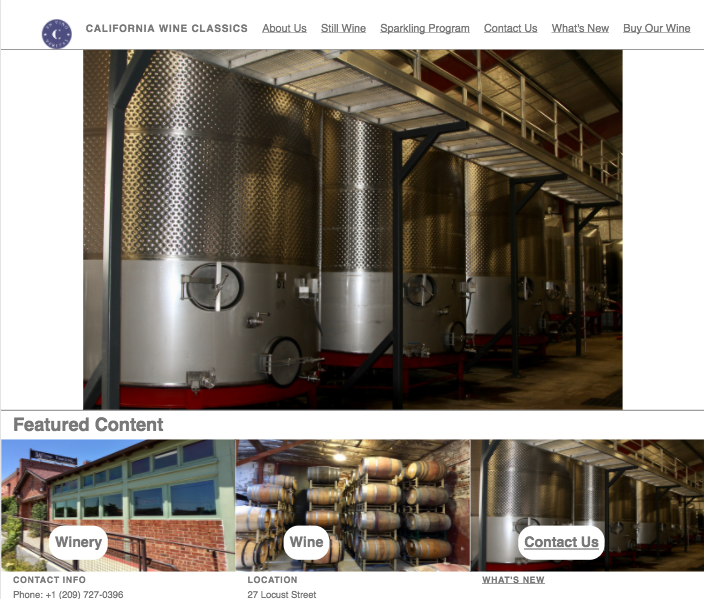 CALIFORNIA WINE CLASSICS About Us Still Wine Sparkling Program Contact Us What's New Buy Our Wine
Featured Content
Winery Wine Contact Us
CONTACT INFO LOCATION WHAT'S NEW
Phone: +1 (209) 727-0396 27 Locust Street